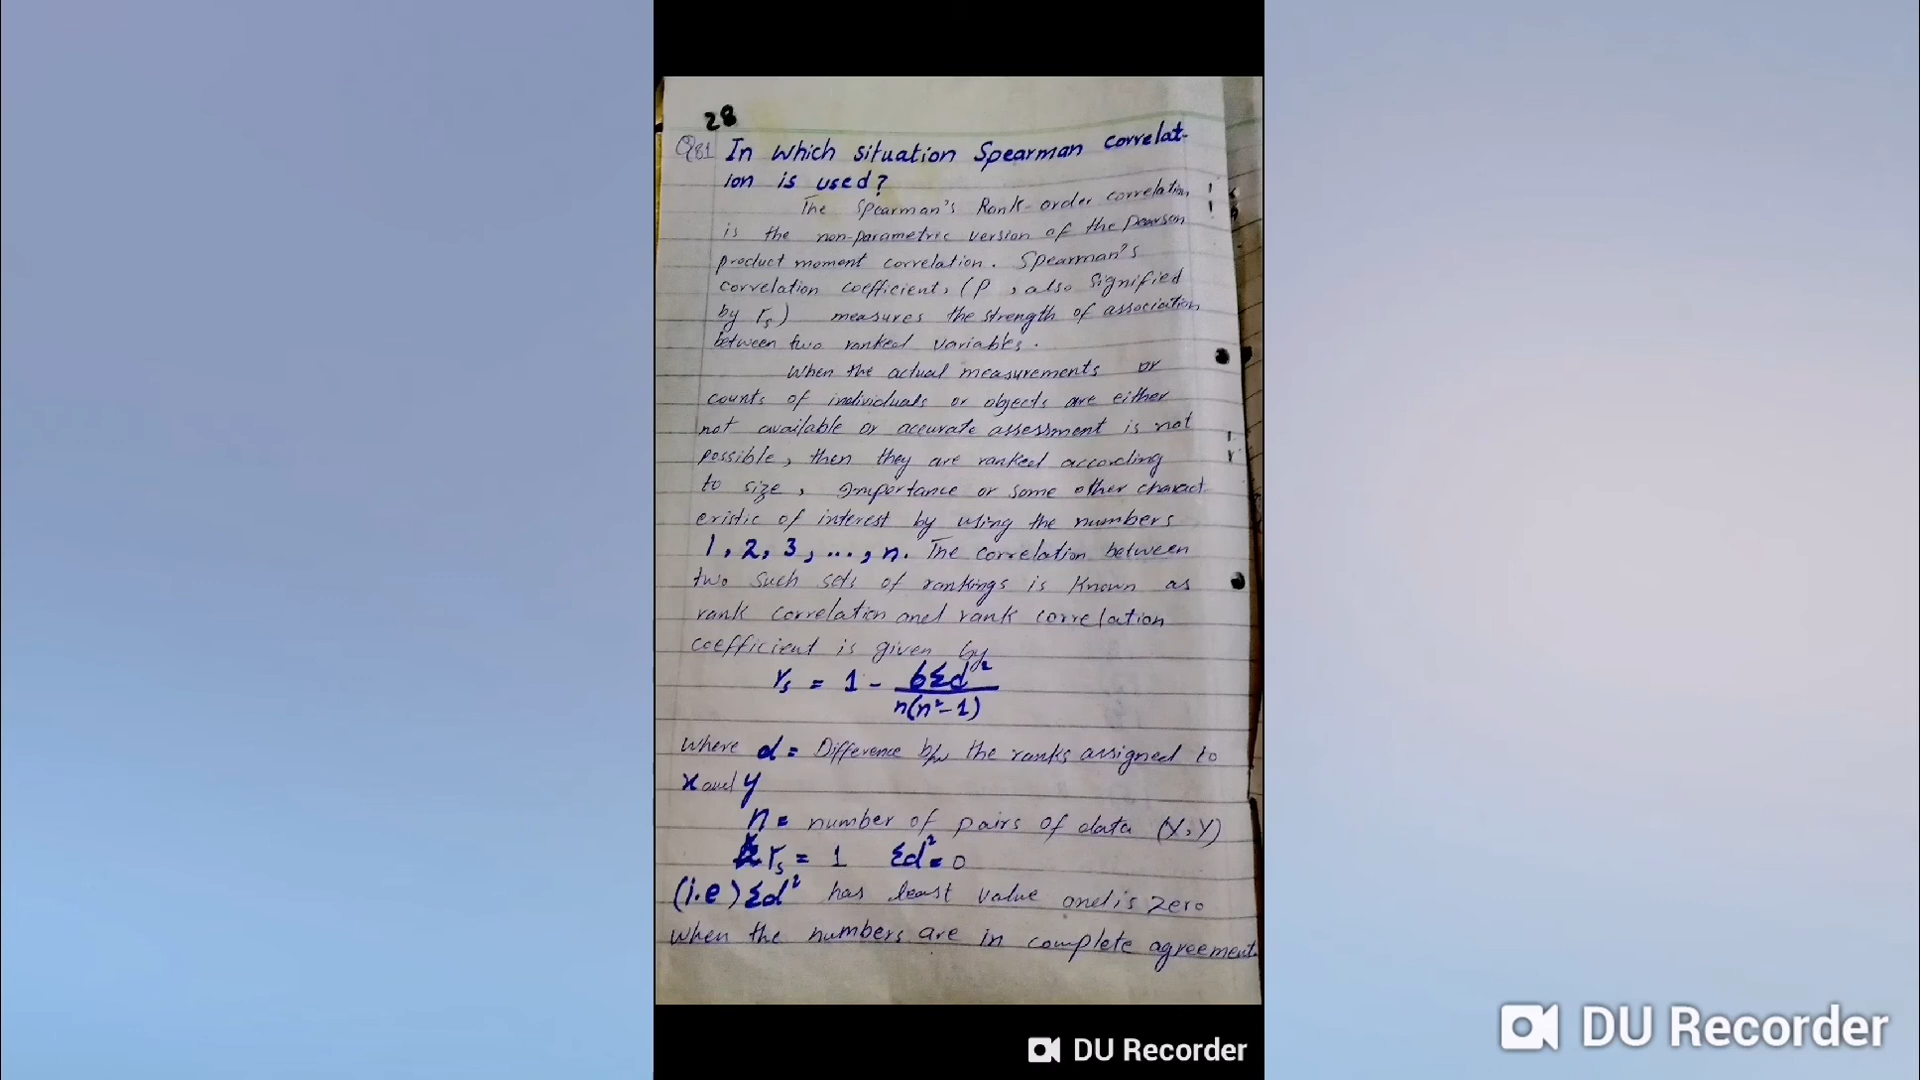 28
Q81 In which situation Spearman correlat-
ion is used?
The Spearman's Rank-order correlation
is the non-parametric version of the pearson
product moment correlation. Spearman's
correlation coefficient, (P, also signified
by rs) measures the strength of association
between two ranked variables.
When the actual measurements or
counts of individuals or objects are either
not available or accurate assessment is not
possible, then they are ranked according
to size, Importance or some other charact-
eristic of interest by using the numbers
1, 2, 3, ..., n. The correlation between
two such sets of rankings is known as
rank correlation and rank correlation
coefficient is given by
rs = 1 - 6Σd² / n(n²-1)
where d = Difference b/w the ranks assigned to
x and y
n = number of pairs of data (X,Y)
rs = 1 Σd² = 0
(i.e) Σd² has least value and is zero
when the numbers are in complete agreement.
DU Recorder
DU Recorder